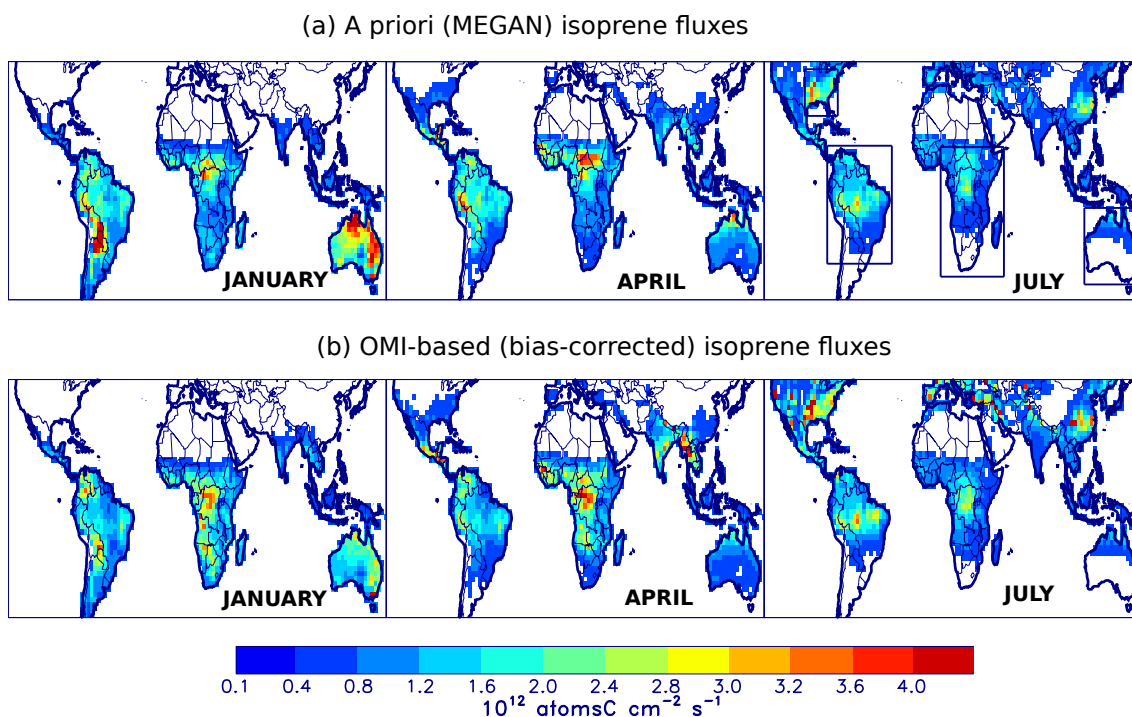 (a) A priori (MEGAN) isoprene fluxes
JANUARY
APRIL
JULY
(b) OMI-based (bias-corrected) isoprene fluxes
JANUARY
APRIL
JULY
0.1 0.4 0.8 1.2 1.6 2.0 2.4 2.8 3.0 3.2 3.6 4.0
10¹² atomsC cm⁻² s⁻¹